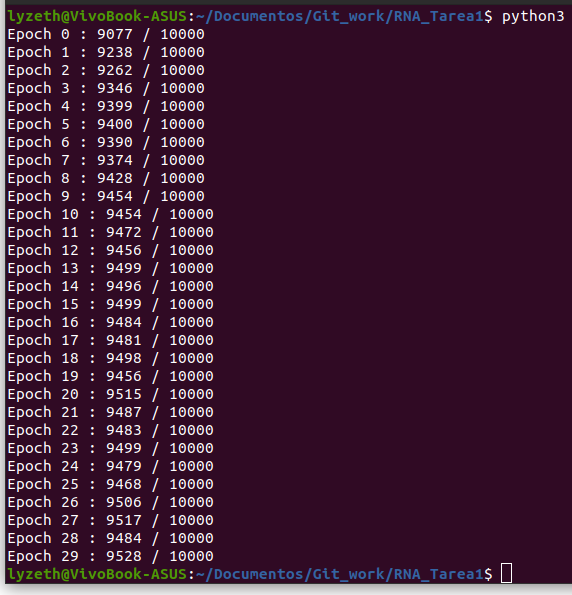 lyzeth@VivoBook-ASUS:~/Documentos/Git_work/RNA_Tarea1$ python3
Epoch 0 : 9077 / 10000
Epoch 1 : 9238 / 10000
Epoch 2 : 9262 / 10000
Epoch 3 : 9346 / 10000
Epoch 4 : 9399 / 10000
Epoch 5 : 9400 / 10000
Epoch 6 : 9390 / 10000
Epoch 7 : 9374 / 10000
Epoch 8 : 9428 / 10000
Epoch 9 : 9454 / 10000
Epoch 10 : 9454 / 10000
Epoch 11 : 9472 / 10000
Epoch 12 : 9456 / 10000
Epoch 13 : 9499 / 10000
Epoch 14 : 9496 / 10000
Epoch 15 : 9499 / 10000
Epoch 16 : 9484 / 10000
Epoch 17 : 9481 / 10000
Epoch 18 : 9498 / 10000
Epoch 19 : 9456 / 10000
Epoch 20 : 9515 / 10000
Epoch 21 : 9487 / 10000
Epoch 22 : 9483 / 10000
Epoch 23 : 9499 / 10000
Epoch 24 : 9479 / 10000
Epoch 25 : 9468 / 10000
Epoch 26 : 9506 / 10000
Epoch 27 : 9517 / 10000
Epoch 28 : 9484 / 10000
Epoch 29 : 9528 / 10000
lyzeth@VivoBook-ASUS:~/Documentos/Git_work/RNA_Tarea1$